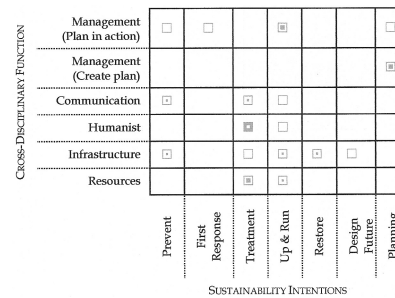 CROSS-DISCIPLINARY FUNCTION
Management
(Plan in action)
Management
(Create plan)
Communication
Humanist
Infrastructure
Resources
Prevent
First
Response
Treatment
Up & Run
Restore
Design
Future
Planning
SUSTAINABILITY INTENTIONS